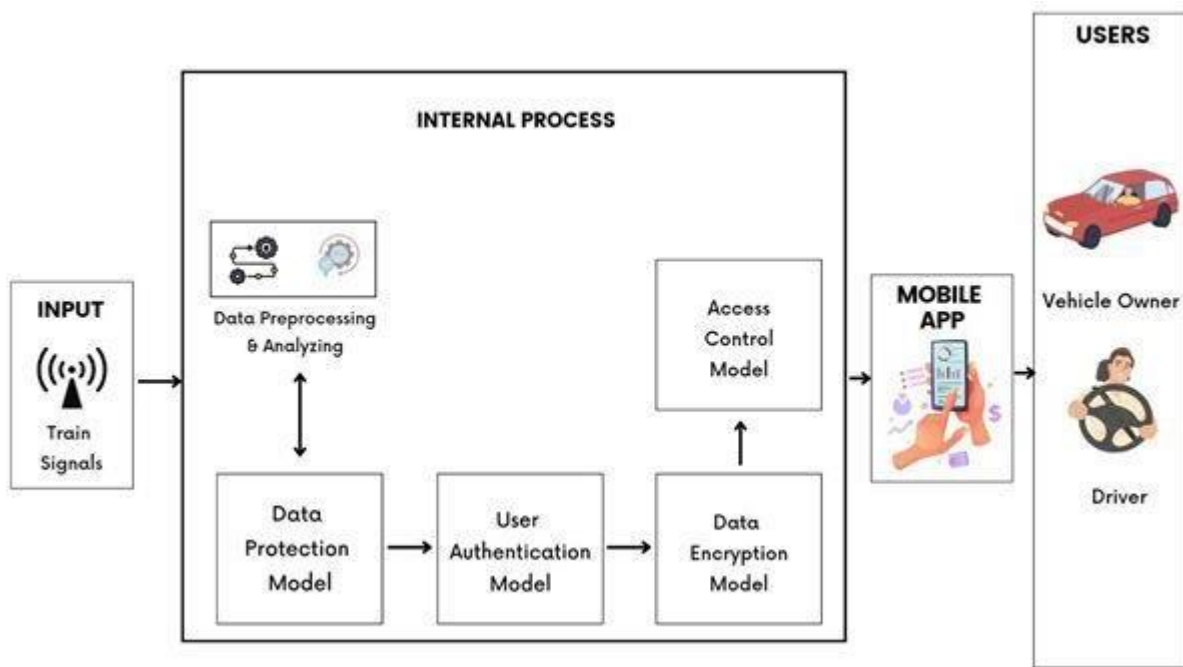 USERS
INTERNAL PROCESS
INPUT
Train
Signals
Data Preprocessing
& Analyzing
Data
Protection
Model
User
Authentication
Model
Data
Encryption
Model
Access
Control
Model
MOBILE
APP
Vehicle Owner
Driver